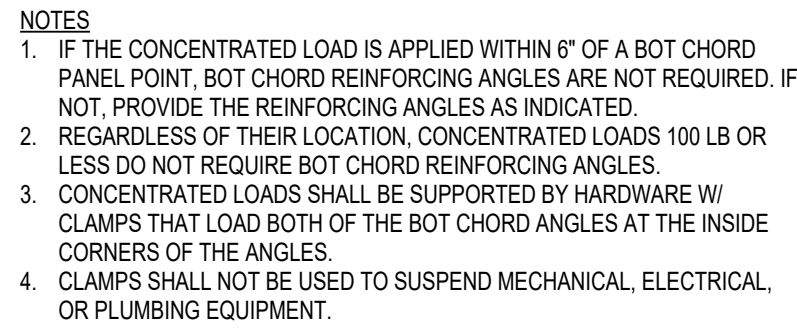 NOTES
1. IF THE CONCENTRATED LOAD IS APPLIED WITHIN 6" OF A BOT CHORD
PANEL POINT, BOT CHORD REINFORCING ANGLES ARE NOT REQUIRED. IF
NOT, PROVIDE THE REINFORCING ANGLES AS INDICATED.
2. REGARDLESS OF THEIR LOCATION, CONCENTRATED LOADS 100 LB OR
LESS DO NOT REQUIRE BOT CHORD REINFORCING ANGLES.
3. CONCENTRATED LOADS SHALL BE SUPPORTED BY HARDWARE W/
CLAMPS THAT LOAD BOTH OF THE BOT CHORD ANGLES AT THE INSIDE
CORNERS OF THE ANGLES.
4. CLAMPS SHALL NOT BE USED TO SUSPEND MECHANICAL, ELECTRICAL,
OR PLUMBING EQUIPMENT.